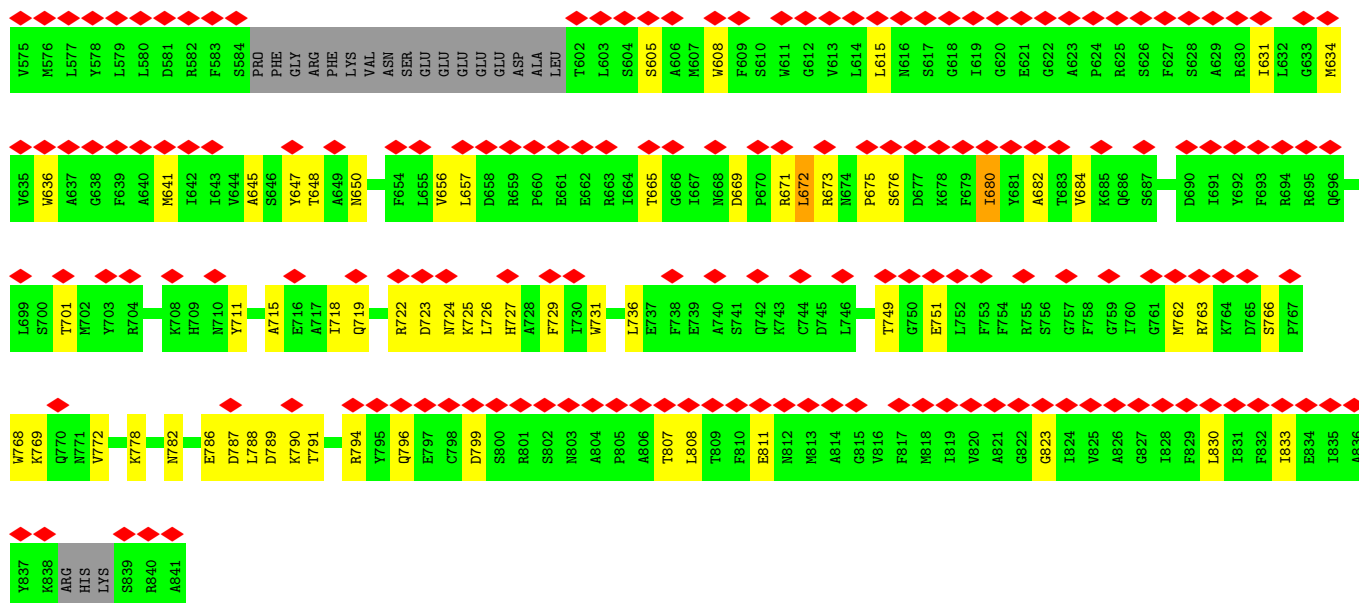 V575 M576 L577 Y578 L579 L580 D581 R582 F583 S584 PRO PHE GLY ARG PHE LYS VAL ASN SER GLU GLU GLU GLU GLU ASP ALA LEU T602 L603 S604 S605 A606 M607 W608 F609 S610 W611 G612 V613 L614 L615 N616 S617 G618 I619 G620 E621 G622 A623 P624 R625 S626 F627 S628 A629 R630 I631 L632 G633 M634
V635 W636 A637 G638 F639 A640 M641 I642 I643 V644 A645 S646 Y647 T648 A649 N650 F654 L655 V656 L657 D658 R659 P660 E661 E662 R663 I664 T665 G666 I667 N668 D669 P670 R671 L672 R673 N674 P675 S676 D677 K678 F679 I680 Y681 A682 T683 V684 K685 Q686 S687 D690 I691 Y692 F693 R694 R695 Q696
L699 S700 T701 M702 Y703 R704 K708 H709 N710 Y711 A715 E716 A717 I718 Q719 R722 D723 N724 K725 L726 H727 A728 F729 I730 W731 L736 E737 F738 E739 A740 S741 Q742 K743 C744 D745 L746 T749 G750 E751 L752 F753 F754 R755 S756 G757 F758 G759 I760 G761 M762 R763 K764 D765 S766 P767
W768 K769 Q770 N771 V772 K778 N782 E786 D787 L788 D789 K790 T791 R794 Y795 Q796 E797 C798 D799 S800 R801 S802 N803 A804 P805 A806 T807 L808 T809 F810 E811 N812 M813 A814 G815 V816 F817 M818 I819 V820 A821 G822 G823 I824 V825 A826 G827 I828 F829 L830 I831 F832 I833 E834 I835 A836
Y837 K838 ARG HIS LYS S839 R840 A841